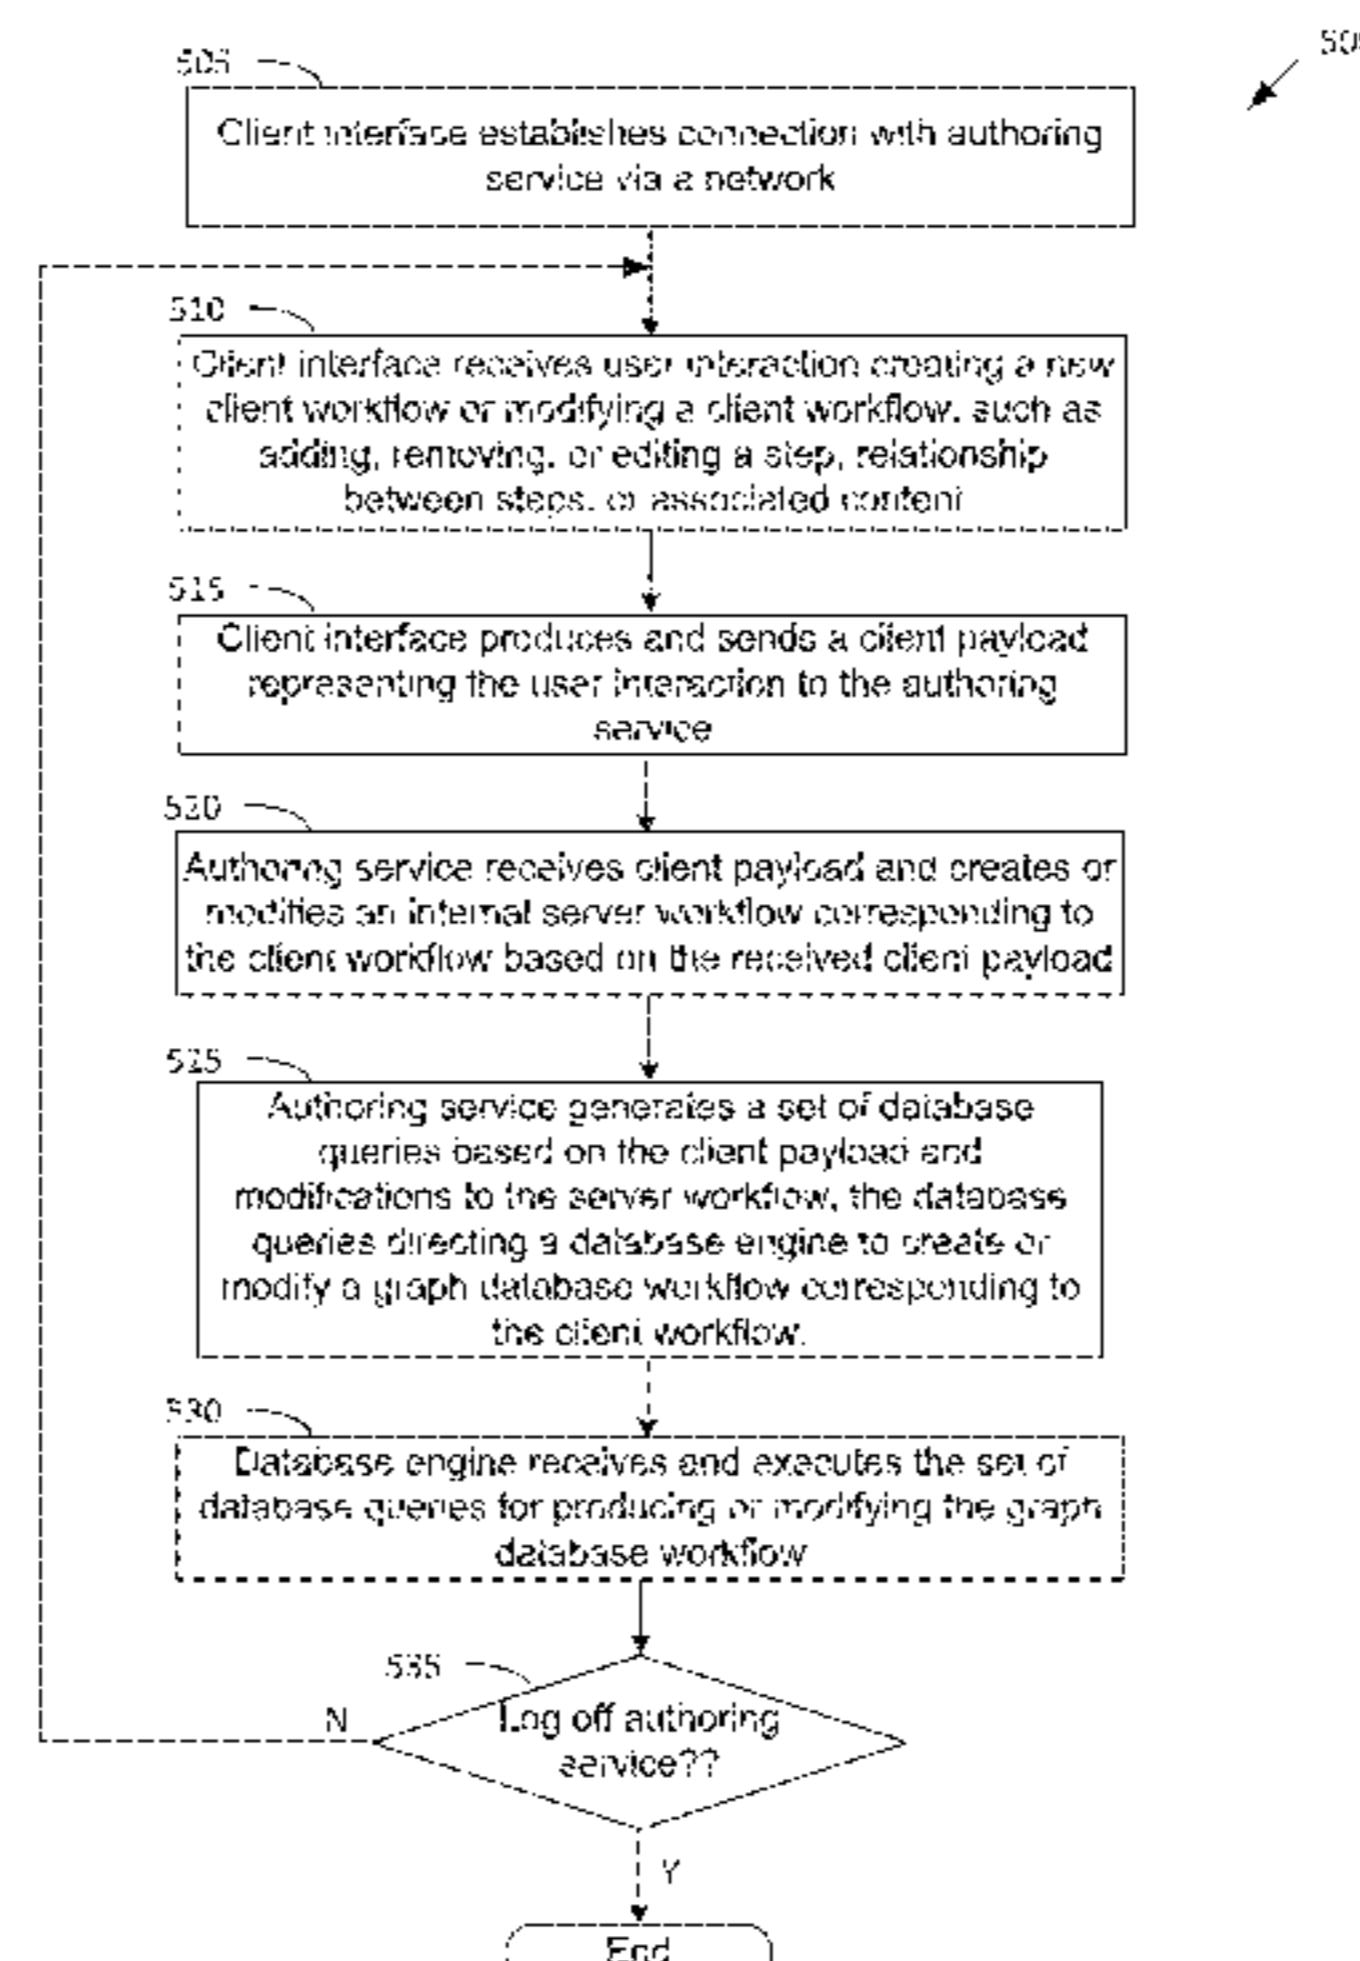 505
Client interface establishes connection with authoring
service via a network
510
Client interface receives user interaction creating a new
client workflow or modifying a client workflow, such as
adding, removing, or editing a step, relationship
between steps, or associated content
515
Client interface produces and sends a client payload
representing the user interaction to the authoring
service
520
Authoring service receives client payload and creates or
modifies an internal server workflow corresponding to
the client workflow based on the received client payload
525
Authoring service generates a set of database
queries based on the client payload and
modifications to the server workflow, the database
queries directing a database engine to create or
modify a graph database workflow corresponding to
the client workflow.
530
Database engine receives and executes the set of
database queries for producing or modifying the graph
database workflow
535
N
Log off authoring
service??
Y
End